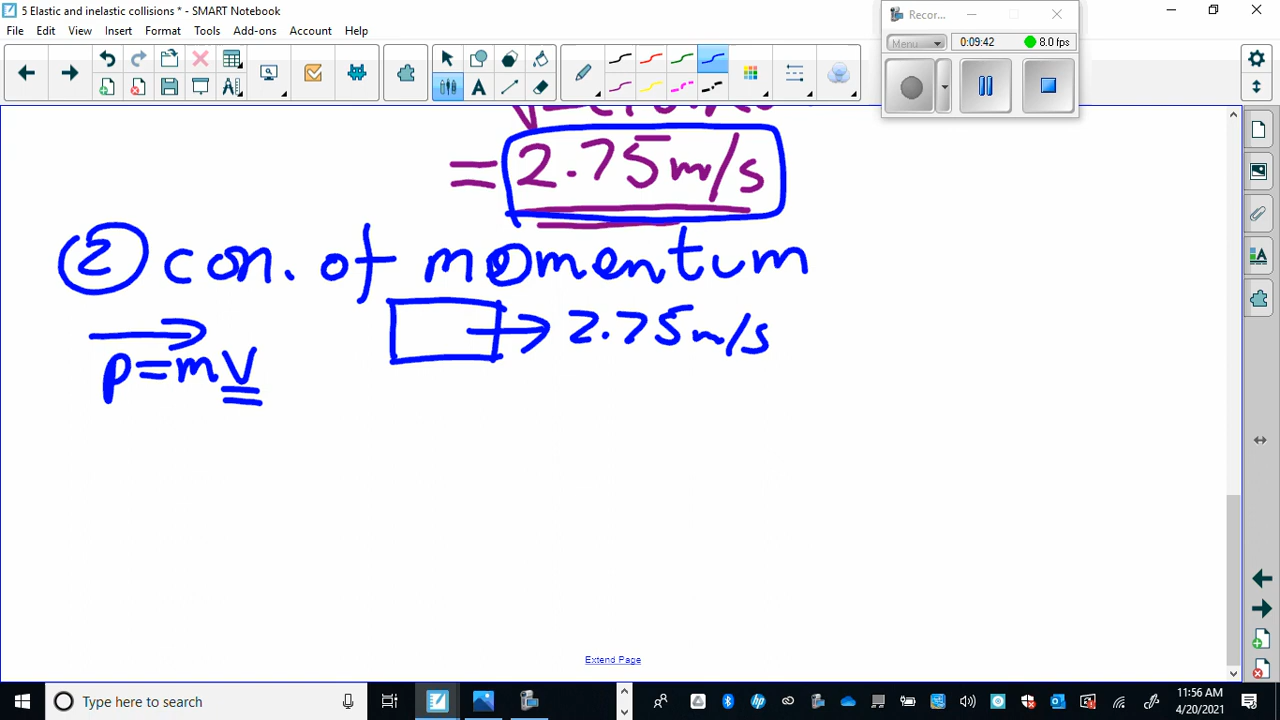 5 Elastic and inelastic collisions * - SMART Notebook
File Edit View Insert Format Tools Add-ons Account Help
Recor...
Menu 0:09:42 8.0 fps
= 2.75m/s
② con. of momentum
→ 2.75m/s
p=mv
Extend Page
Type here to search
11:56 AM
4/20/2021